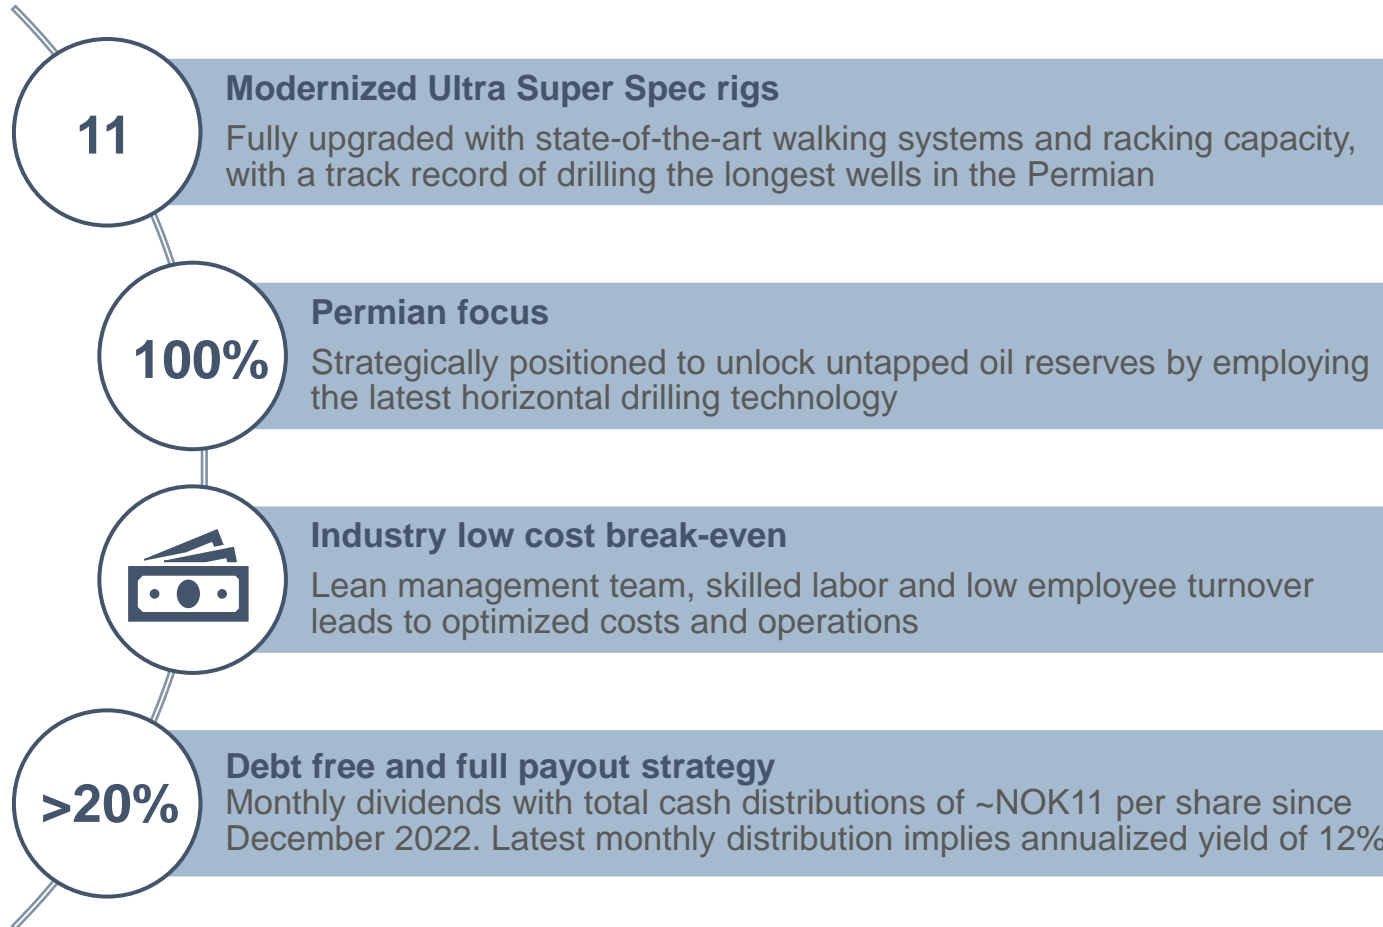 11
Modernized Ultra Super Spec rigs
Fully upgraded with state-of-the-art walking systems and racking capacity,
with a track record of drilling the longest wells in the Permian
100%
Permian focus
Strategically positioned to unlock untapped oil reserves by employing
the latest horizontal drilling technology
Industry low cost break-even
Lean management team, skilled labor and low employee turnover
leads to optimized costs and operations
>20%
Debt free and full payout strategy
Monthly dividends with total cash distributions of ~NOK11 per share since
December 2022. Latest monthly distribution implies annualized yield of 12%